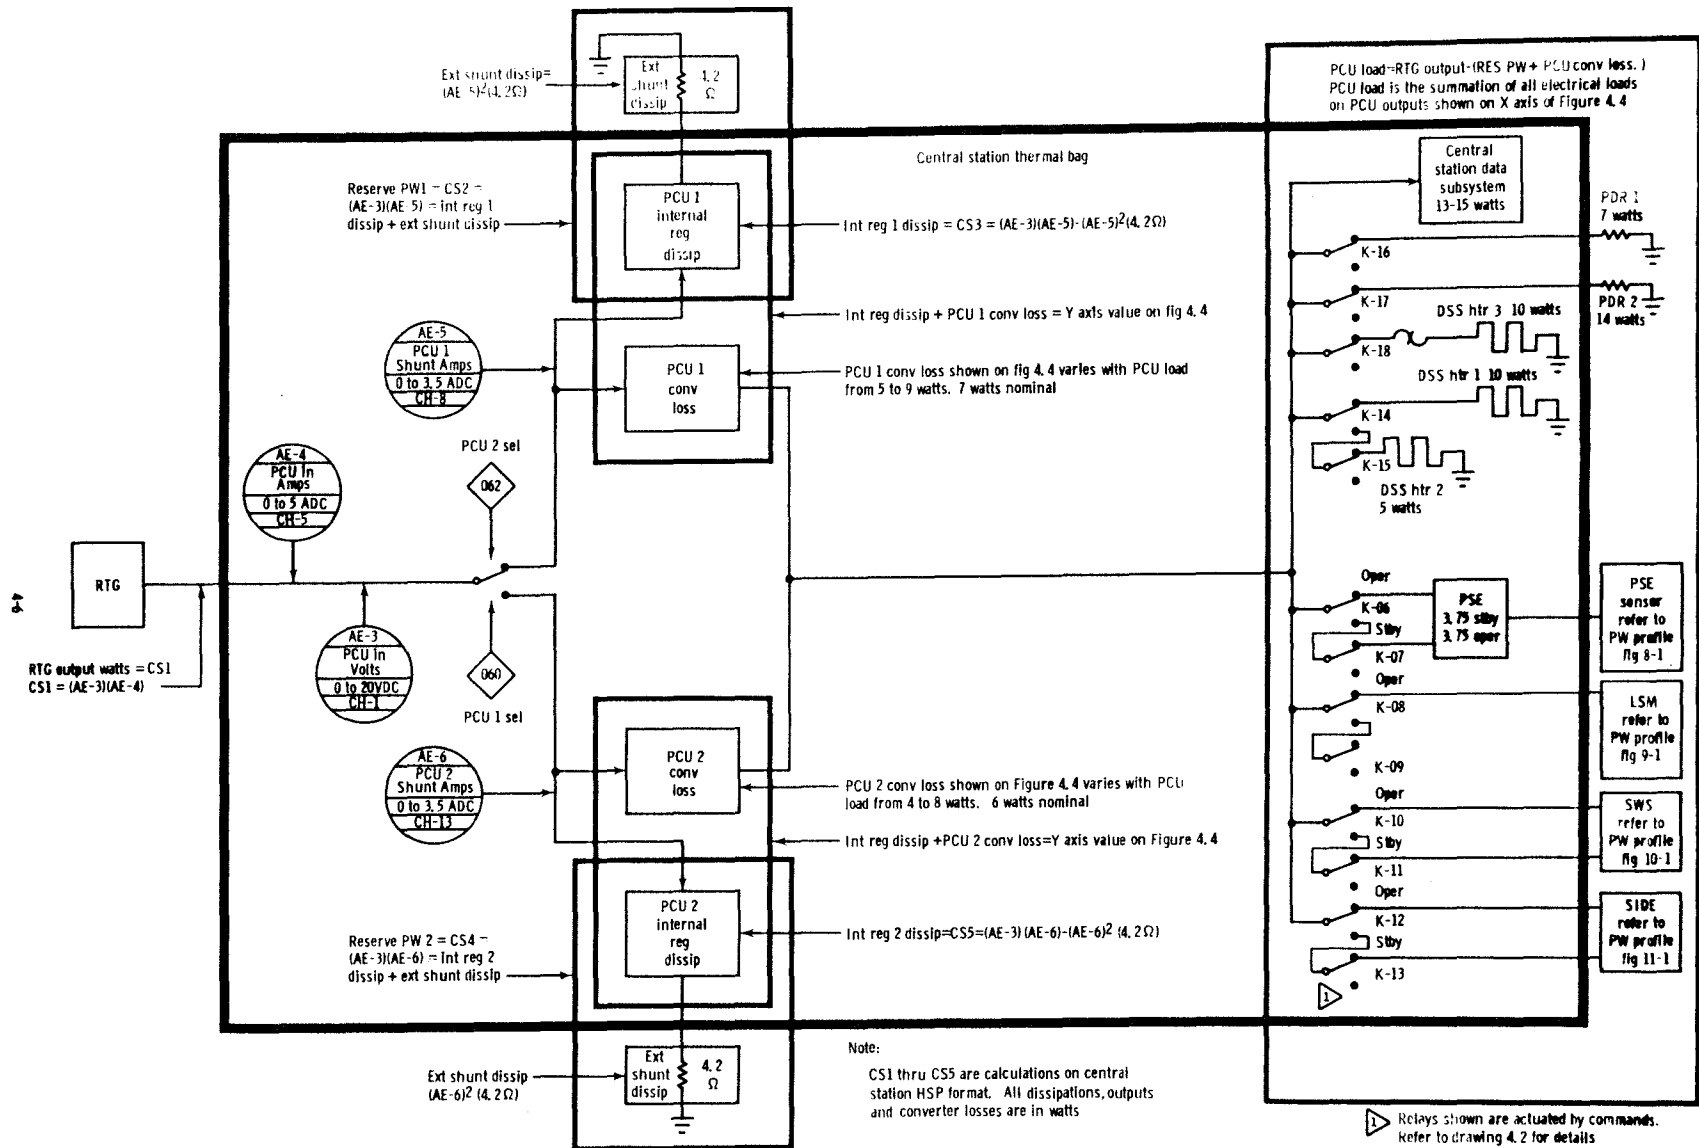 Ext shunt dissip=
(AE-5)²(4.2Ω)
Ext
shunt
dissip
4.2
Ω
PCU load=RTG output-(RES PW + PCU conv loss.)
PCU load is the summation of all electrical loads
on PCU outputs shown on X axis of Figure 4.4
Central station thermal bag
Reserve PW1 = CS2 =
(AE-3)(AE-5) = int reg 1
dissip + ext shunt dissip
PCU 1
internal
reg
dissip
Int reg 1 dissip = CS3 = (AE-3)(AE-5)-(AE-5)²(4.2Ω)
Int reg dissip + PCU 1 conv loss = Y axis value on fig 4.4
AE-5
PCU 1
Shunt Amps
0 to 3.5 ADC
CH-8
PCU 1
conv
loss
PCU 1 conv loss shown on fig 4.4 varies with PCU load
from 5 to 9 watts. 7 watts nominal
Central
station data
subsystem
13-15 watts
PDR 1
7 watts
K-16
K-17
PDR 2
14 watts
DSS htr 3 10 watts
K-18
DSS htr 1 10 watts
K-14
K-15
DSS htr 2
5 watts
AE-4
PCU in
Amps
0 to 5 ADC
CH-5
PCU 2 sel
062
RTG
4-6
RTG output watts = CS1
CS1 = (AE-3)(AE-4)
AE-3
PCU in
Volts
0 to 20VDC
CH-1
060
PCU 1 sel
Oper
K-06
Stby
K-07
PSE
3.75 stby
3.75 oper
PSE
sensor
refer to
PW profile
fig 8-1
Oper
K-08
K-09
LSM
refer to
PW profile
fig 9-1
Oper
K-10
Stby
K-11
SWS
refer to
PW profile
fig 10-1
Oper
K-12
Stby
K-13
SIDE
refer to
PW profile
fig 11-1
1
AE-6
PCU 2
Shunt Amps
0 to 3.5 ADC
CH-13
PCU 2
conv
loss
PCU 2 conv loss shown on Figure 4.4 varies with PCU
load from 4 to 8 watts. 6 watts nominal
Int reg dissip +PCU 2 conv loss=Y axis value on Figure 4.4
PCU 2
internal
reg
dissip
Int reg 2 dissip=CS5=(AE-3)(AE-6)-(AE-6)² (4.2Ω)
Reserve PW 2 = CS4 =
(AE-3)(AE-6) = int reg 2
dissip + ext shunt dissip
Ext shunt dissip
(AE-6)² (4.2Ω)
Ext
shunt
dissip
4.2
Ω
Note:
CS1 thru CS5 are calculations on central
station HSP format. All dissipations, outputs
and converter losses are in watts
1 Relays shown are actuated by commands.
Refer to drawing 4.2 for details